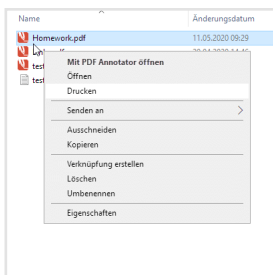 Name Änderungsdatum
Homework.pdf 11.05.2020 09:29
Mit PDF Annotator öffnen
Öffnen
Drucken
Senden an
Ausschneiden
Kopieren
Verknüpfung erstellen
Löschen
Umbenennen
Eigenschaften